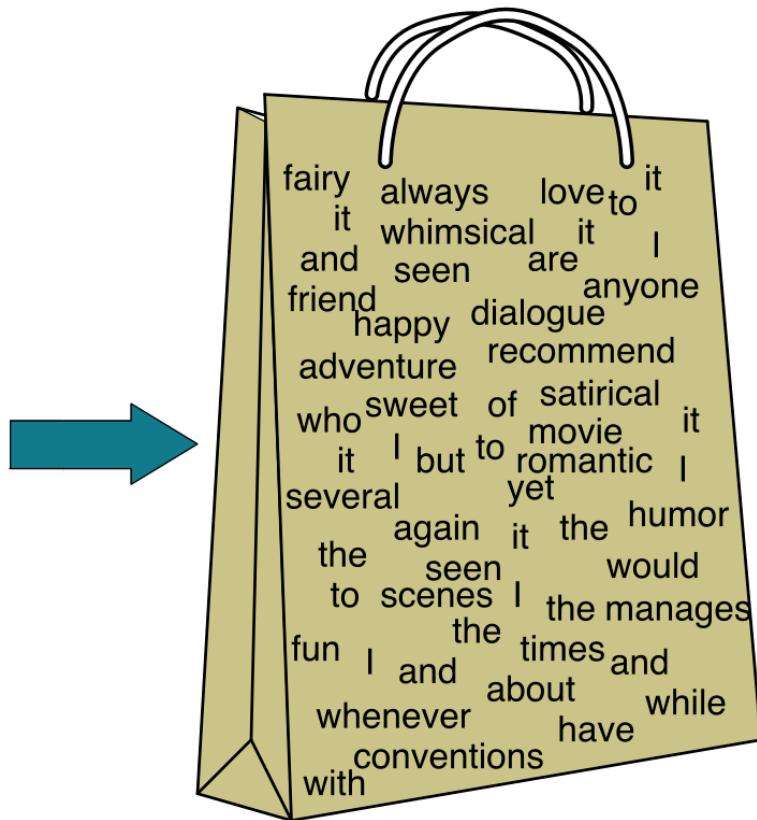 fairy always love to it
it whimsical it I
and seen are anyone
friend happy dialogue
adventure recommend
who sweet of satirical it
it I but to movie romantic I
several yet
again it the humor
the seen would
to scenes I the manages
fun I and the times and
whenever about have while
with conventions